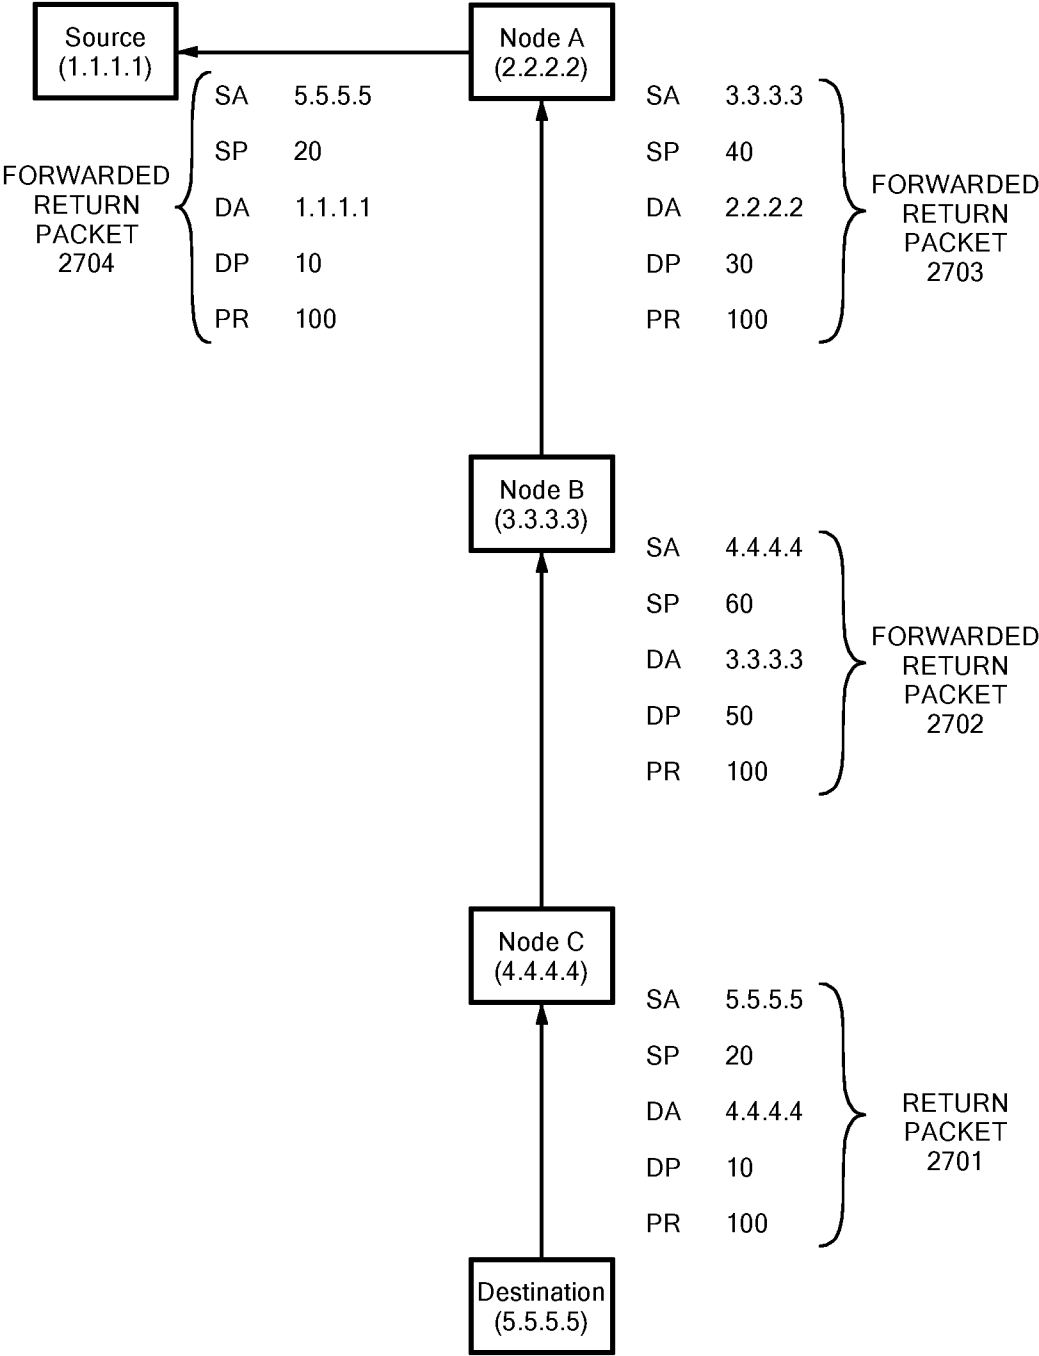 Source
(1.1.1.1)
Node A
(2.2.2.2)
SA 5.5.5.5
SP 20
DA 1.1.1.1
DP 10
PR 100
FORWARDED
RETURN
PACKET
2704
SA 3.3.3.3
SP 40
DA 2.2.2.2
DP 30
PR 100
FORWARDED
RETURN
PACKET
2703
Node B
(3.3.3.3)
SA 4.4.4.4
SP 60
DA 3.3.3.3
DP 50
PR 100
FORWARDED
RETURN
PACKET
2702
Node C
(4.4.4.4)
SA 5.5.5.5
SP 20
DA 4.4.4.4
DP 10
PR 100
RETURN
PACKET
2701
Destination
(5.5.5.5)